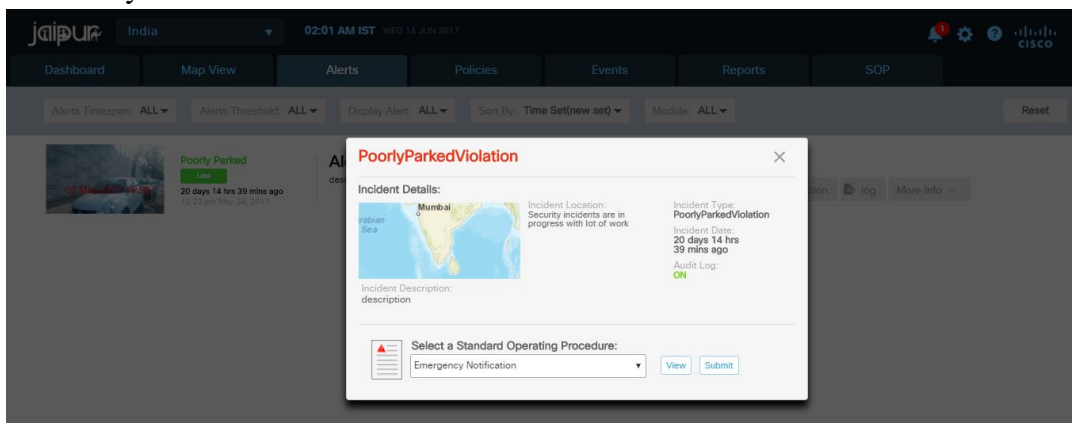 jaipur India ▼ 02:01 AM IST WED 14 JUN 2017 1 ? CISCO
Dashboard Map View Alerts Policies Events Reports SOP
Alerts Timespan: ALL Alerts Threshold: ALL Display Alert: ALL Sort By: Time Set(new set) Module: ALL Reset
Poorly Parked
Low
20 days 14 hrs 39 mins ago
12:22 pm May 24, 2017
log More Info
PoorlyParkedViolation
Incident Details:
Mumbai
Arabian
Sea
Incident Location:
Security incidents are in
progress with lot of work
Incident Type:
PoorlyParkedViolation
Incident Date:
20 days 14 hrs
39 mins ago
Audit Log:
ON
Incident Description:
description
Select a Standard Operating Procedure:
Emergency Notification View Submit